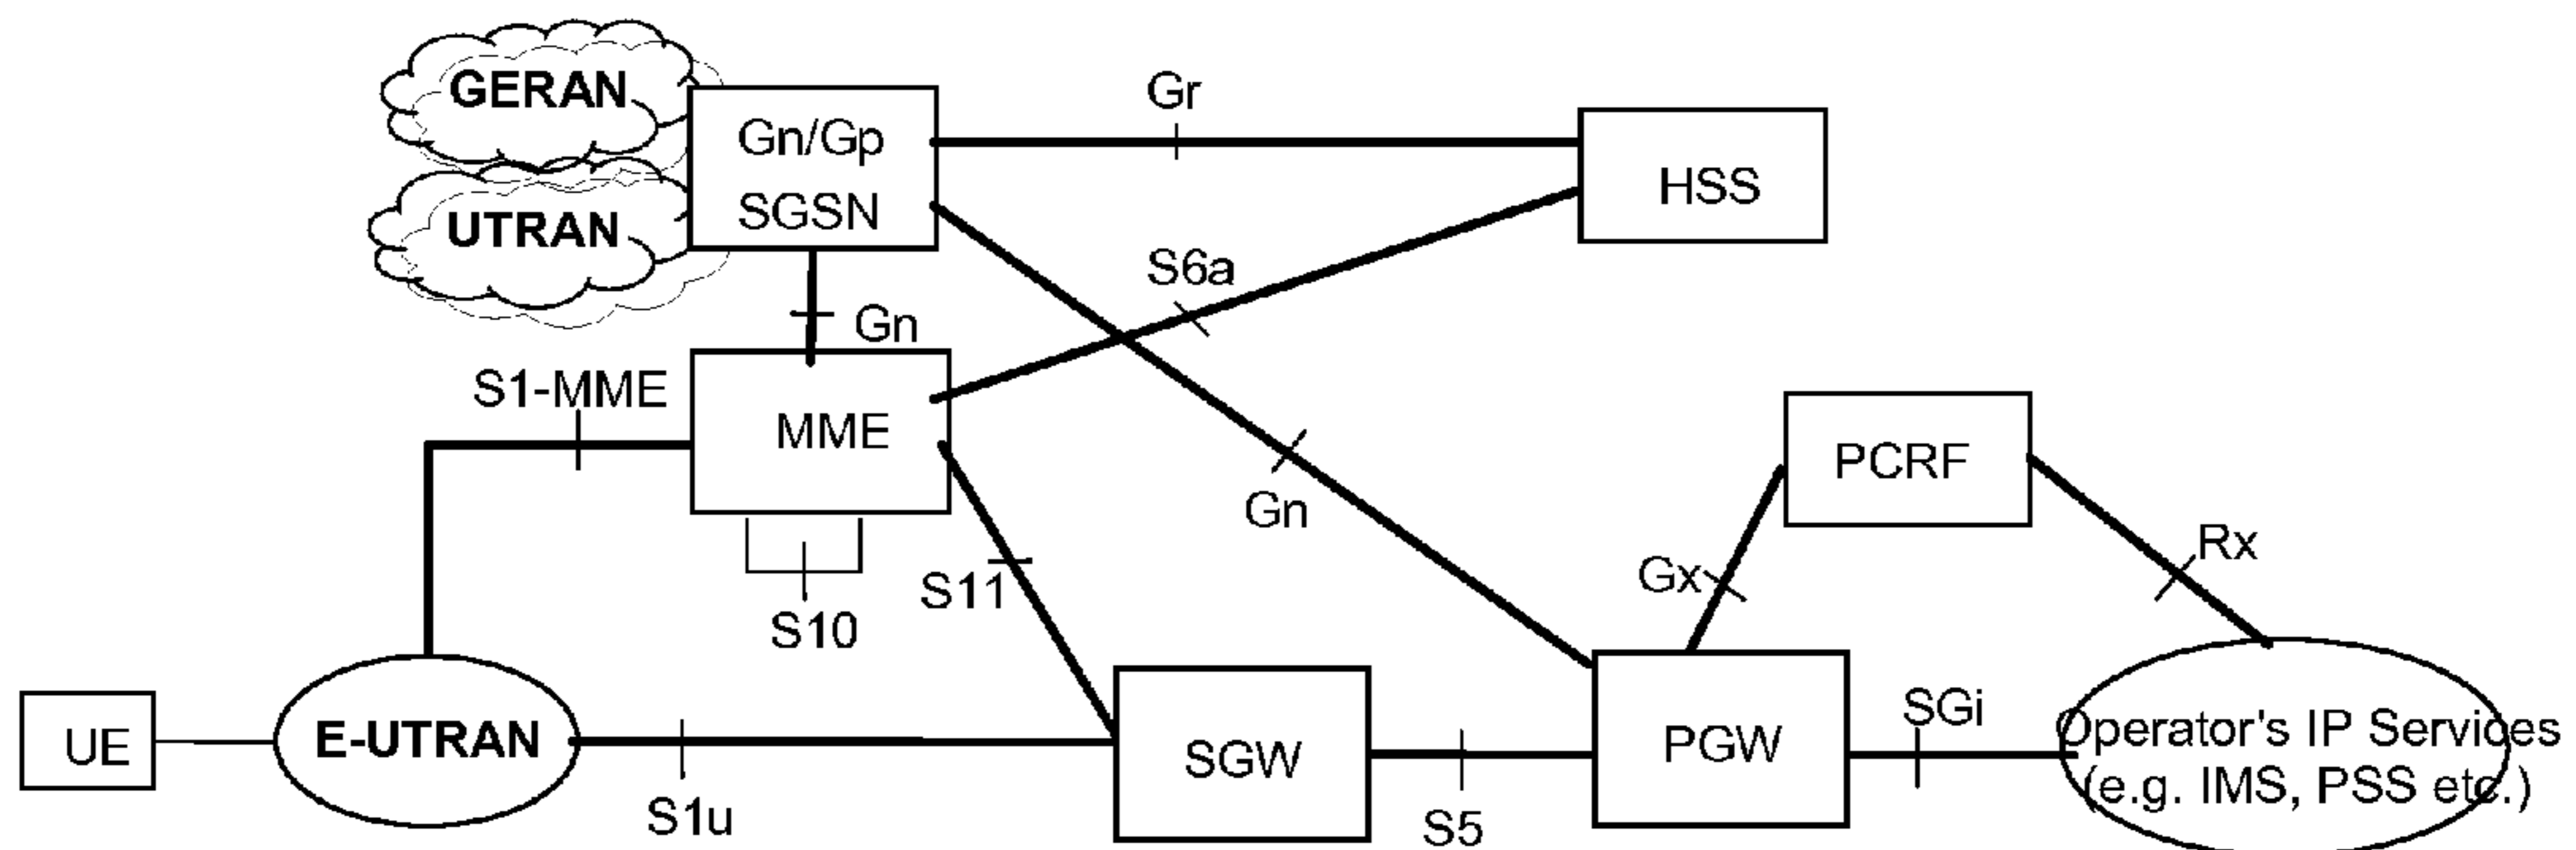 GERAN
Gr
Gn/Gp
SGSN
HSS
UTRAN
S6a
Gn
S1-MME
MME
PCRF
Gn
Rx
Gx
S11
S10
SGi
UE
E-UTRAN
SGW
PGW
Operator's IP Services
(e.g. IMS, PSS etc.)
S1u
S5